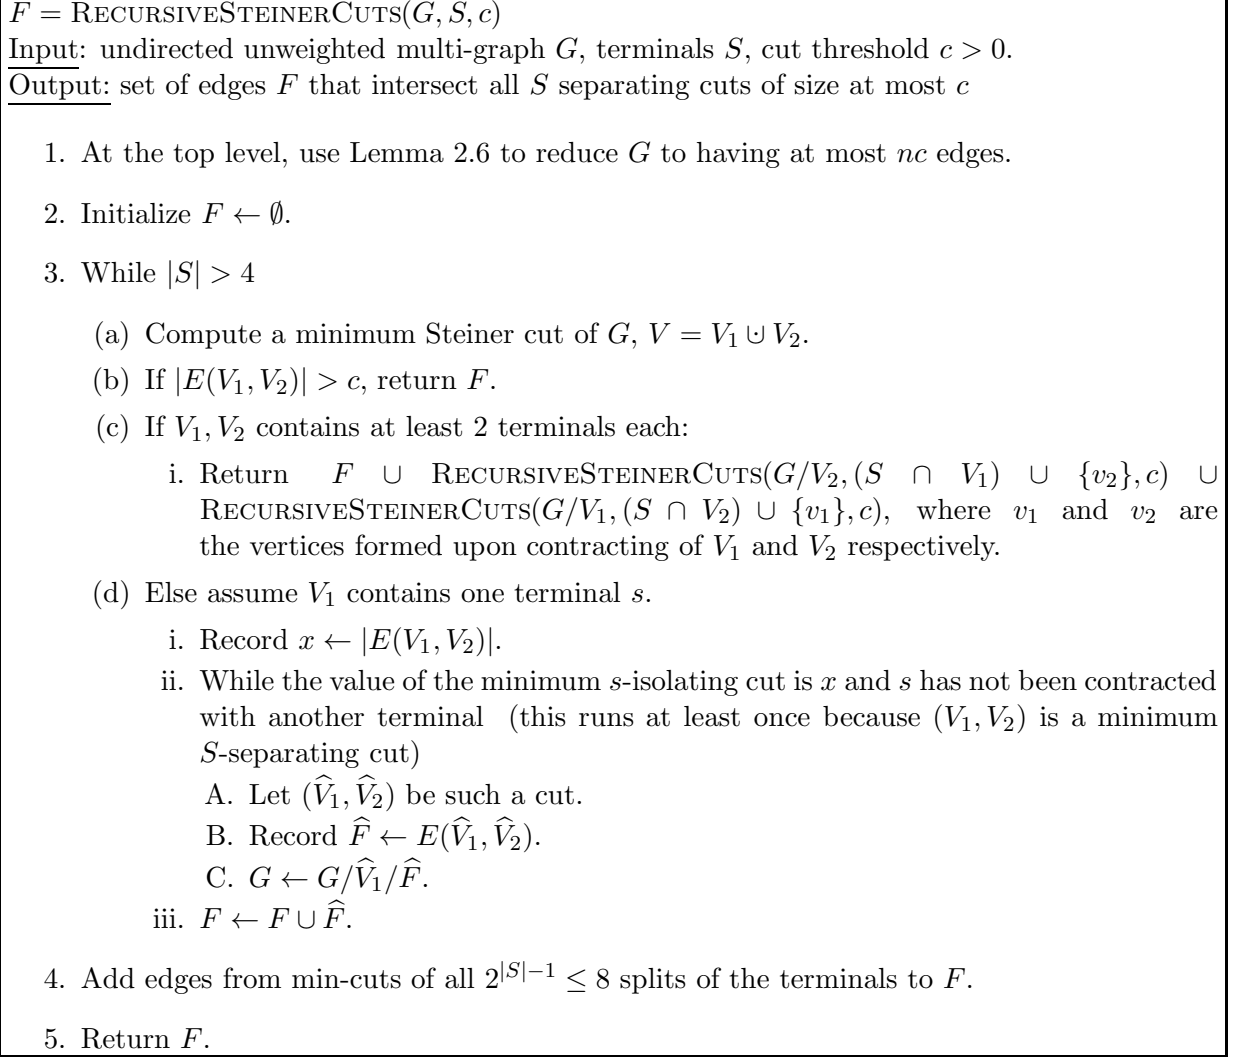 F = RECURSIVESTEINERCUTS(G, S, c)
Input: undirected unweighted multi-graph G, terminals S, cut threshold c > 0.
Output: set of edges F that intersect all S separating cuts of size at most c
1. At the top level, use Lemma 2.6 to reduce G to having at most nc edges.
2. Initialize F ← ∅.
3. While |S| > 4
(a) Compute a minimum Steiner cut of G, V = V₁ ⊍ V₂.
(b) If |E(V₁, V₂)| > c, return F.
(c) If V₁, V₂ contains at least 2 terminals each:
i. Return F ∪ RECURSIVESTEINERCUTS(G/V₂, (S ∩ V₁) ∪ {v₂}, c) ∪
RECURSIVESTEINERCUTS(G/V₁, (S ∩ V₂) ∪ {v₁}, c), where v₁ and v₂ are
the vertices formed upon contracting of V₁ and V₂ respectively.
(d) Else assume V₁ contains one terminal s.
i. Record x ← |E(V₁, V₂)|.
ii. While the value of the minimum s-isolating cut is x and s has not been contracted
with another terminal (this runs at least once because (V₁, V₂) is a minimum
S-separating cut)
A. Let (V̂₁, V̂₂) be such a cut.
B. Record F̂ ← E(V̂₁, V̂₂).
C. G ← G/V̂₁/F̂.
iii. F ← F ∪ F̂.
4. Add edges from min-cuts of all 2^{|S|−1} ≤ 8 splits of the terminals to F.
5. Return F.